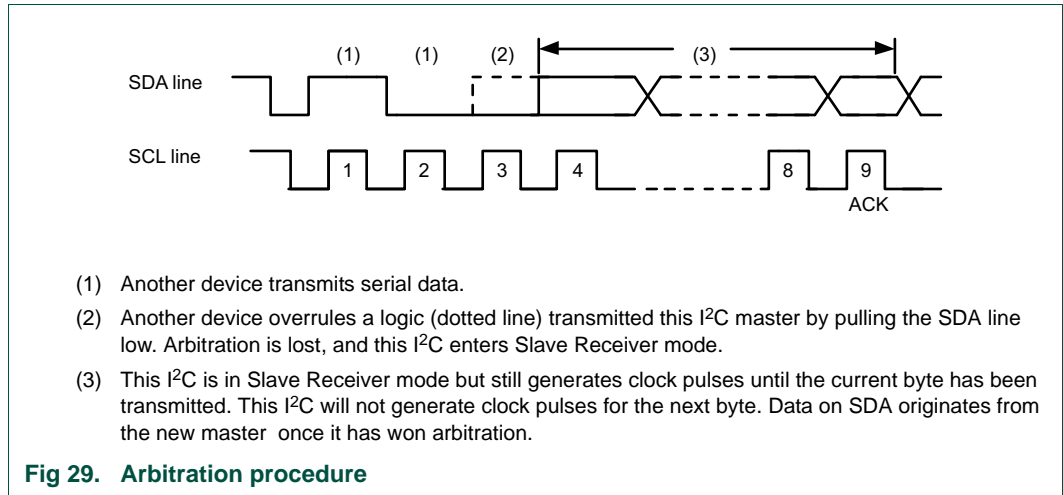 (1) (1) (2) (3)
SDA line
SCL line
1 2 3 4 8 9
ACK
(1) Another device transmits serial data.
(2) Another device overrules a logic (dotted line) transmitted this I2C master by pulling the SDA line
low. Arbitration is lost, and this I2C enters Slave Receiver mode.
(3) This I2C is in Slave Receiver mode but still generates clock pulses until the current byte has been
transmitted. This I2C will not generate clock pulses for the next byte. Data on SDA originates from
the new master once it has won arbitration.
Fig 29. Arbitration procedure